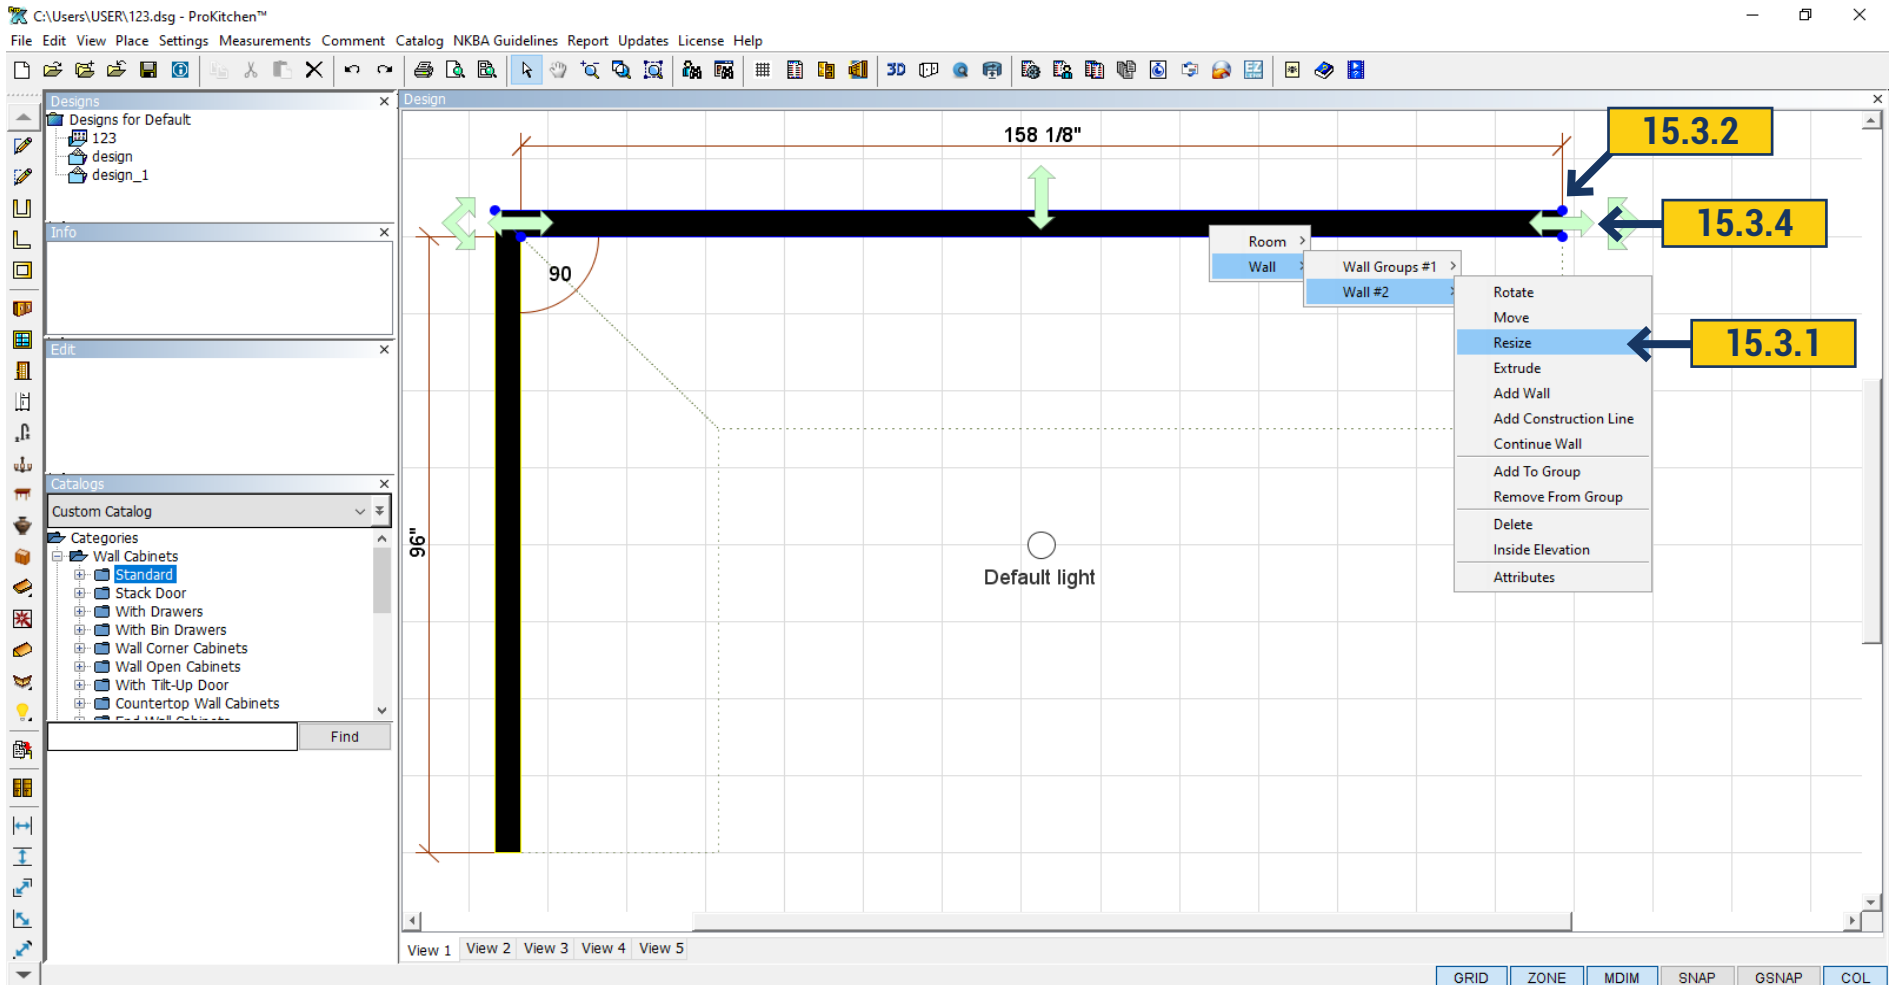 C:\Users\USER\123.dsg - ProKitchen™
File Edit View Place Settings Measurements Comment Catalog NKBA Guidelines Report Updates License Help
3D
EZ
Designs
Designs for Default
123
design
design_1
Info
Edit
Catalogs
Custom Catalog
Categories
Wall Cabinets
Standard
Stack Door
With Drawers
With Bin Drawers
Wall Corner Cabinets
Wall Open Cabinets
With Tilt-Up Door
Countertop Wall Cabinets
End Wall Cabinets
Find
Design
158 1/8"
15.3.2
15.3.4
90
Room
Wall
Wall Groups #1
Wall #2
Rotate
Move
Resize
15.3.1
Extrude
Add Wall
Add Construction Line
Continue Wall
Add To Group
Remove From Group
Delete
Inside Elevation
Attributes
96"
Default light
View 1 View 2 View 3 View 4 View 5
GRID ZONE MDIM SNAP GSNAP COL